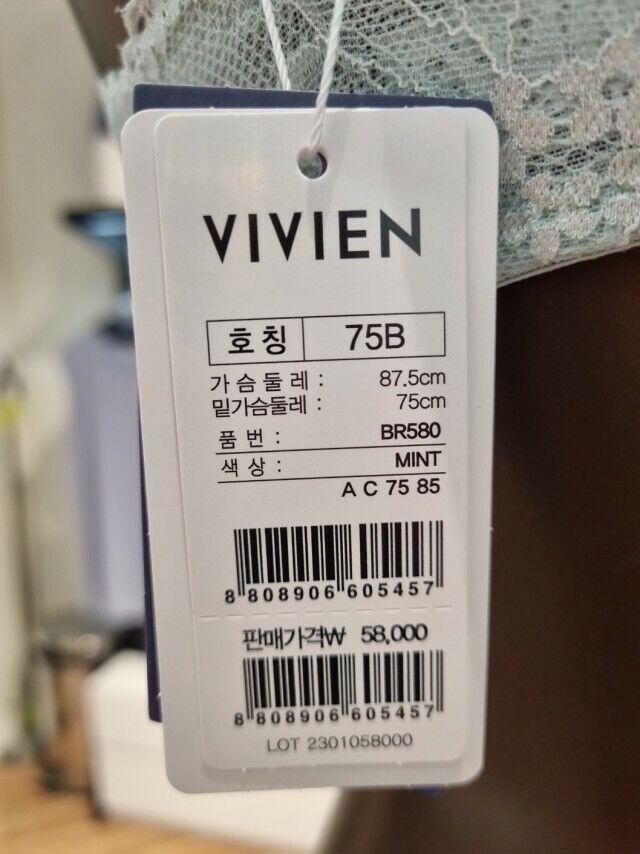 VIVIEN
호칭 75B
가슴둘레 : 87.5cm
밑가슴둘레 : 75cm
품번 : BR580
색상 : MINT
A C 75 85
8 808906 605457
판매가격₩ 58,000
8 808906 605457
LOT 2301058000